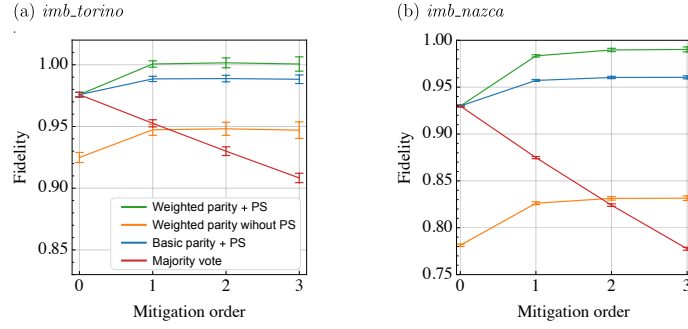 (a) imb_torino
(b) imb_nazca
Fidelity
1.00
0.95
0.90
0.85
Weighted parity + PS
Weighted parity wihout PS
Basic parity + PS
Majority vote
0
1
2
3
Mitigation order
Fidelity
1.00
0.95
0.90
0.85
0.80
0.75
0
1
2
3
Mitigation order